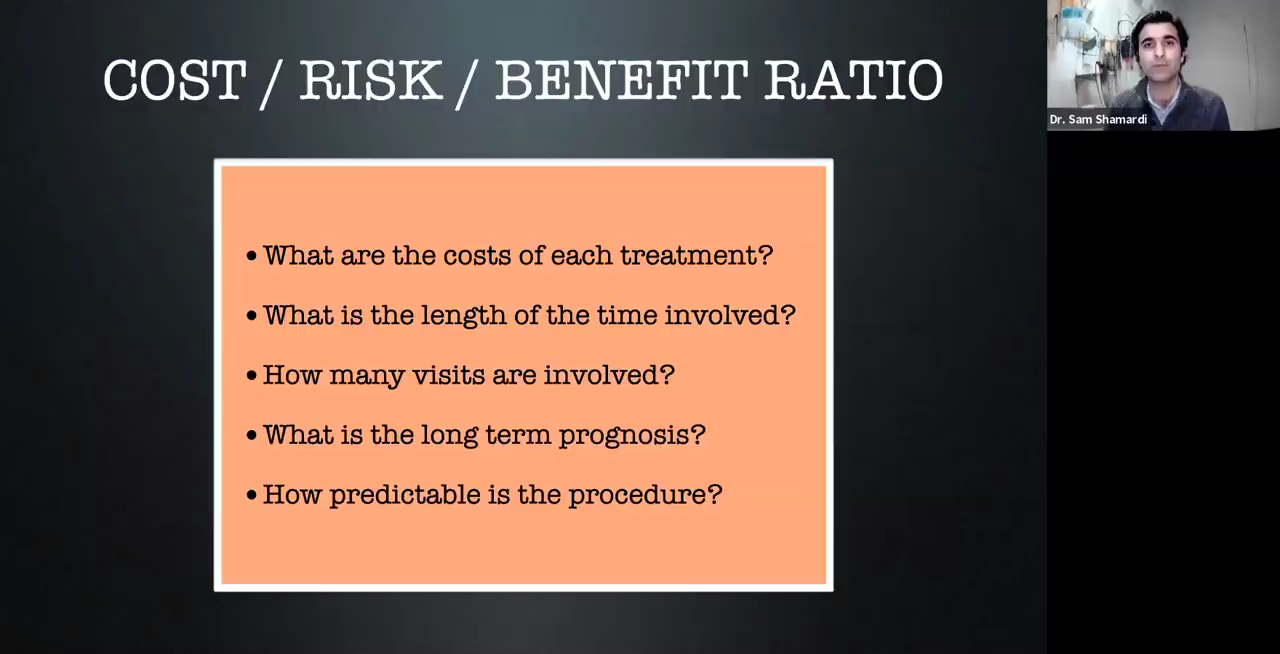 COST / RISK / BENEFIT RATIO
Dr. Sam Shamardi
• What are the costs of each treatment?
• What is the length of the time involved?
• How many visits are involved?
• What is the long term prognosis?
• How predictable is the procedure?